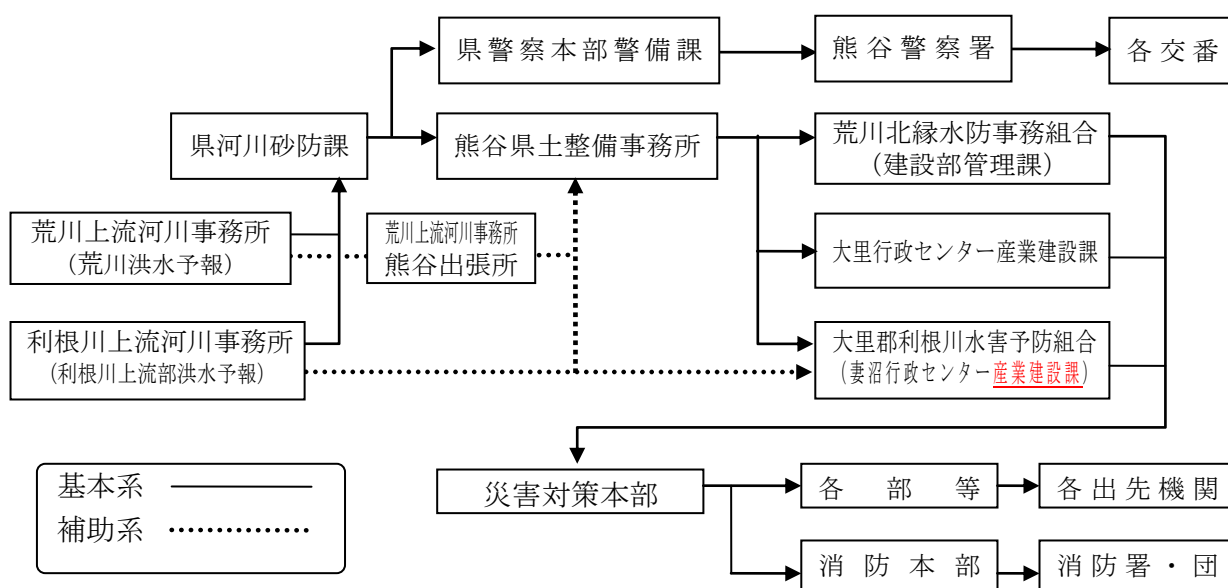 県警察本部警備課
熊谷警察署
各交番
県河川砂防課
熊谷県土整備事務所
荒川北縁水防事務組合
(建設部管理課)
荒川上流河川事務所
(荒川洪水予報)
荒川上流河川事務所
熊谷出張所
大里行政センター産業建設課
利根川上流河川事務所
(利根川上流部洪水予報)
大里郡利根川水害予防組合
(妻沼行政センター産業建設課)
基本系
補助系
災害対策本部
各部等
各出先機関
消防本部
消防署・団